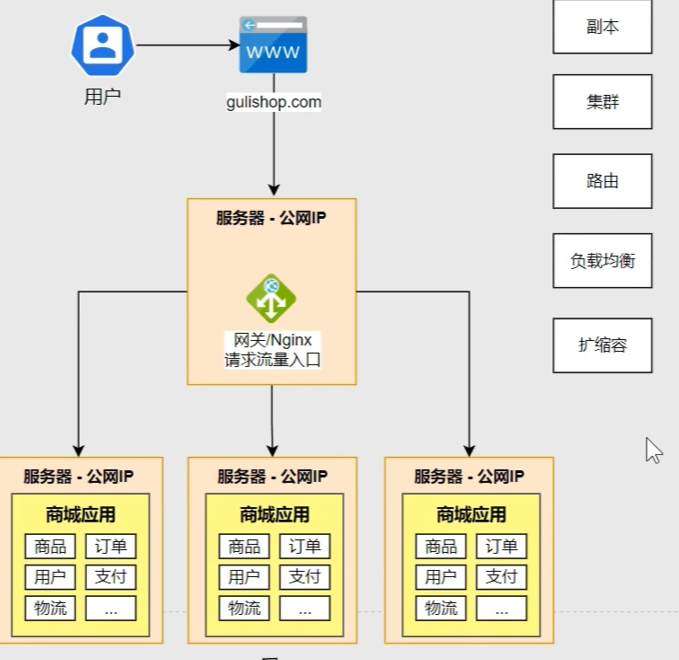 副本
WWW
用户
gulishop.com
集群
路由
服务器 - 公网IP
负载均衡
网关/Nginx
请求流量入口
扩缩容
服务器 - 公网IP
商城应用
商品
订单
用户
支付
物流
...
服务器 - 公网IP
商城应用
商品
订单
用户
支付
物流
...
服务器 - 公网IP
商城应用
商品
订单
用户
支付
物流
...